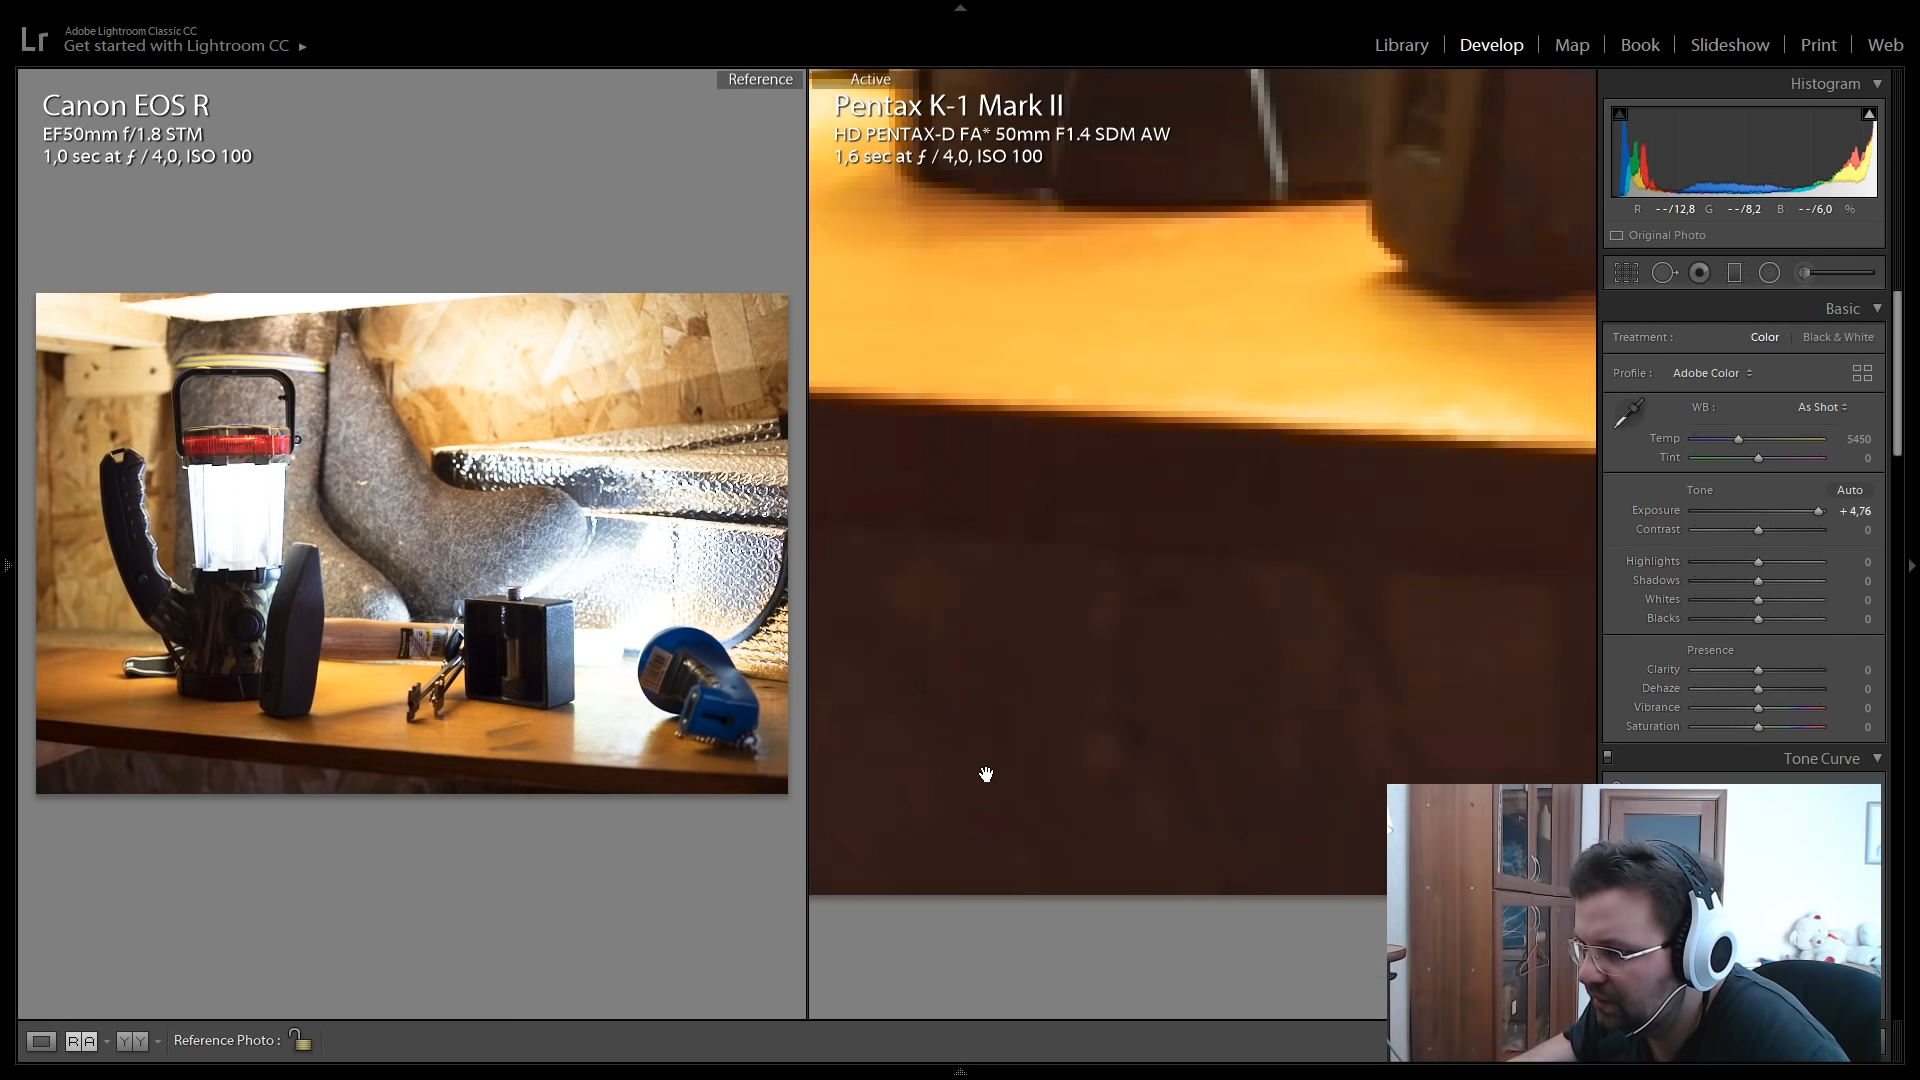 Adobe Lightroom Classic CC
Get started with Lightroom CC
Library Develop Map Book Slideshow Print Web
Reference
Canon EOS R
EF50mm f/1.8 STM
1,0 sec at ƒ / 4,0, ISO 100
Active
Pentax K-1 Mark II
HD PENTAX-D FA* 50mm F1.4 SDM AW
1,6 sec at ƒ / 4,0, ISO 100
Histogram
R --/12,8 G --/8,2 B --/6,0 %
Original Photo
Basic
Treatment : Color Black & White
Profile : Adobe Color
WB : As Shot
Temp 5450
Tint 0
Tone Auto
Exposure + 4,76
Contrast 0
Highlights 0
Shadows 0
Whites 0
Blacks 0
Presence
Clarity 0
Dehaze 0
Vibrance 0
Saturation 0
Tone Curve
R A Y Y Reference Photo :